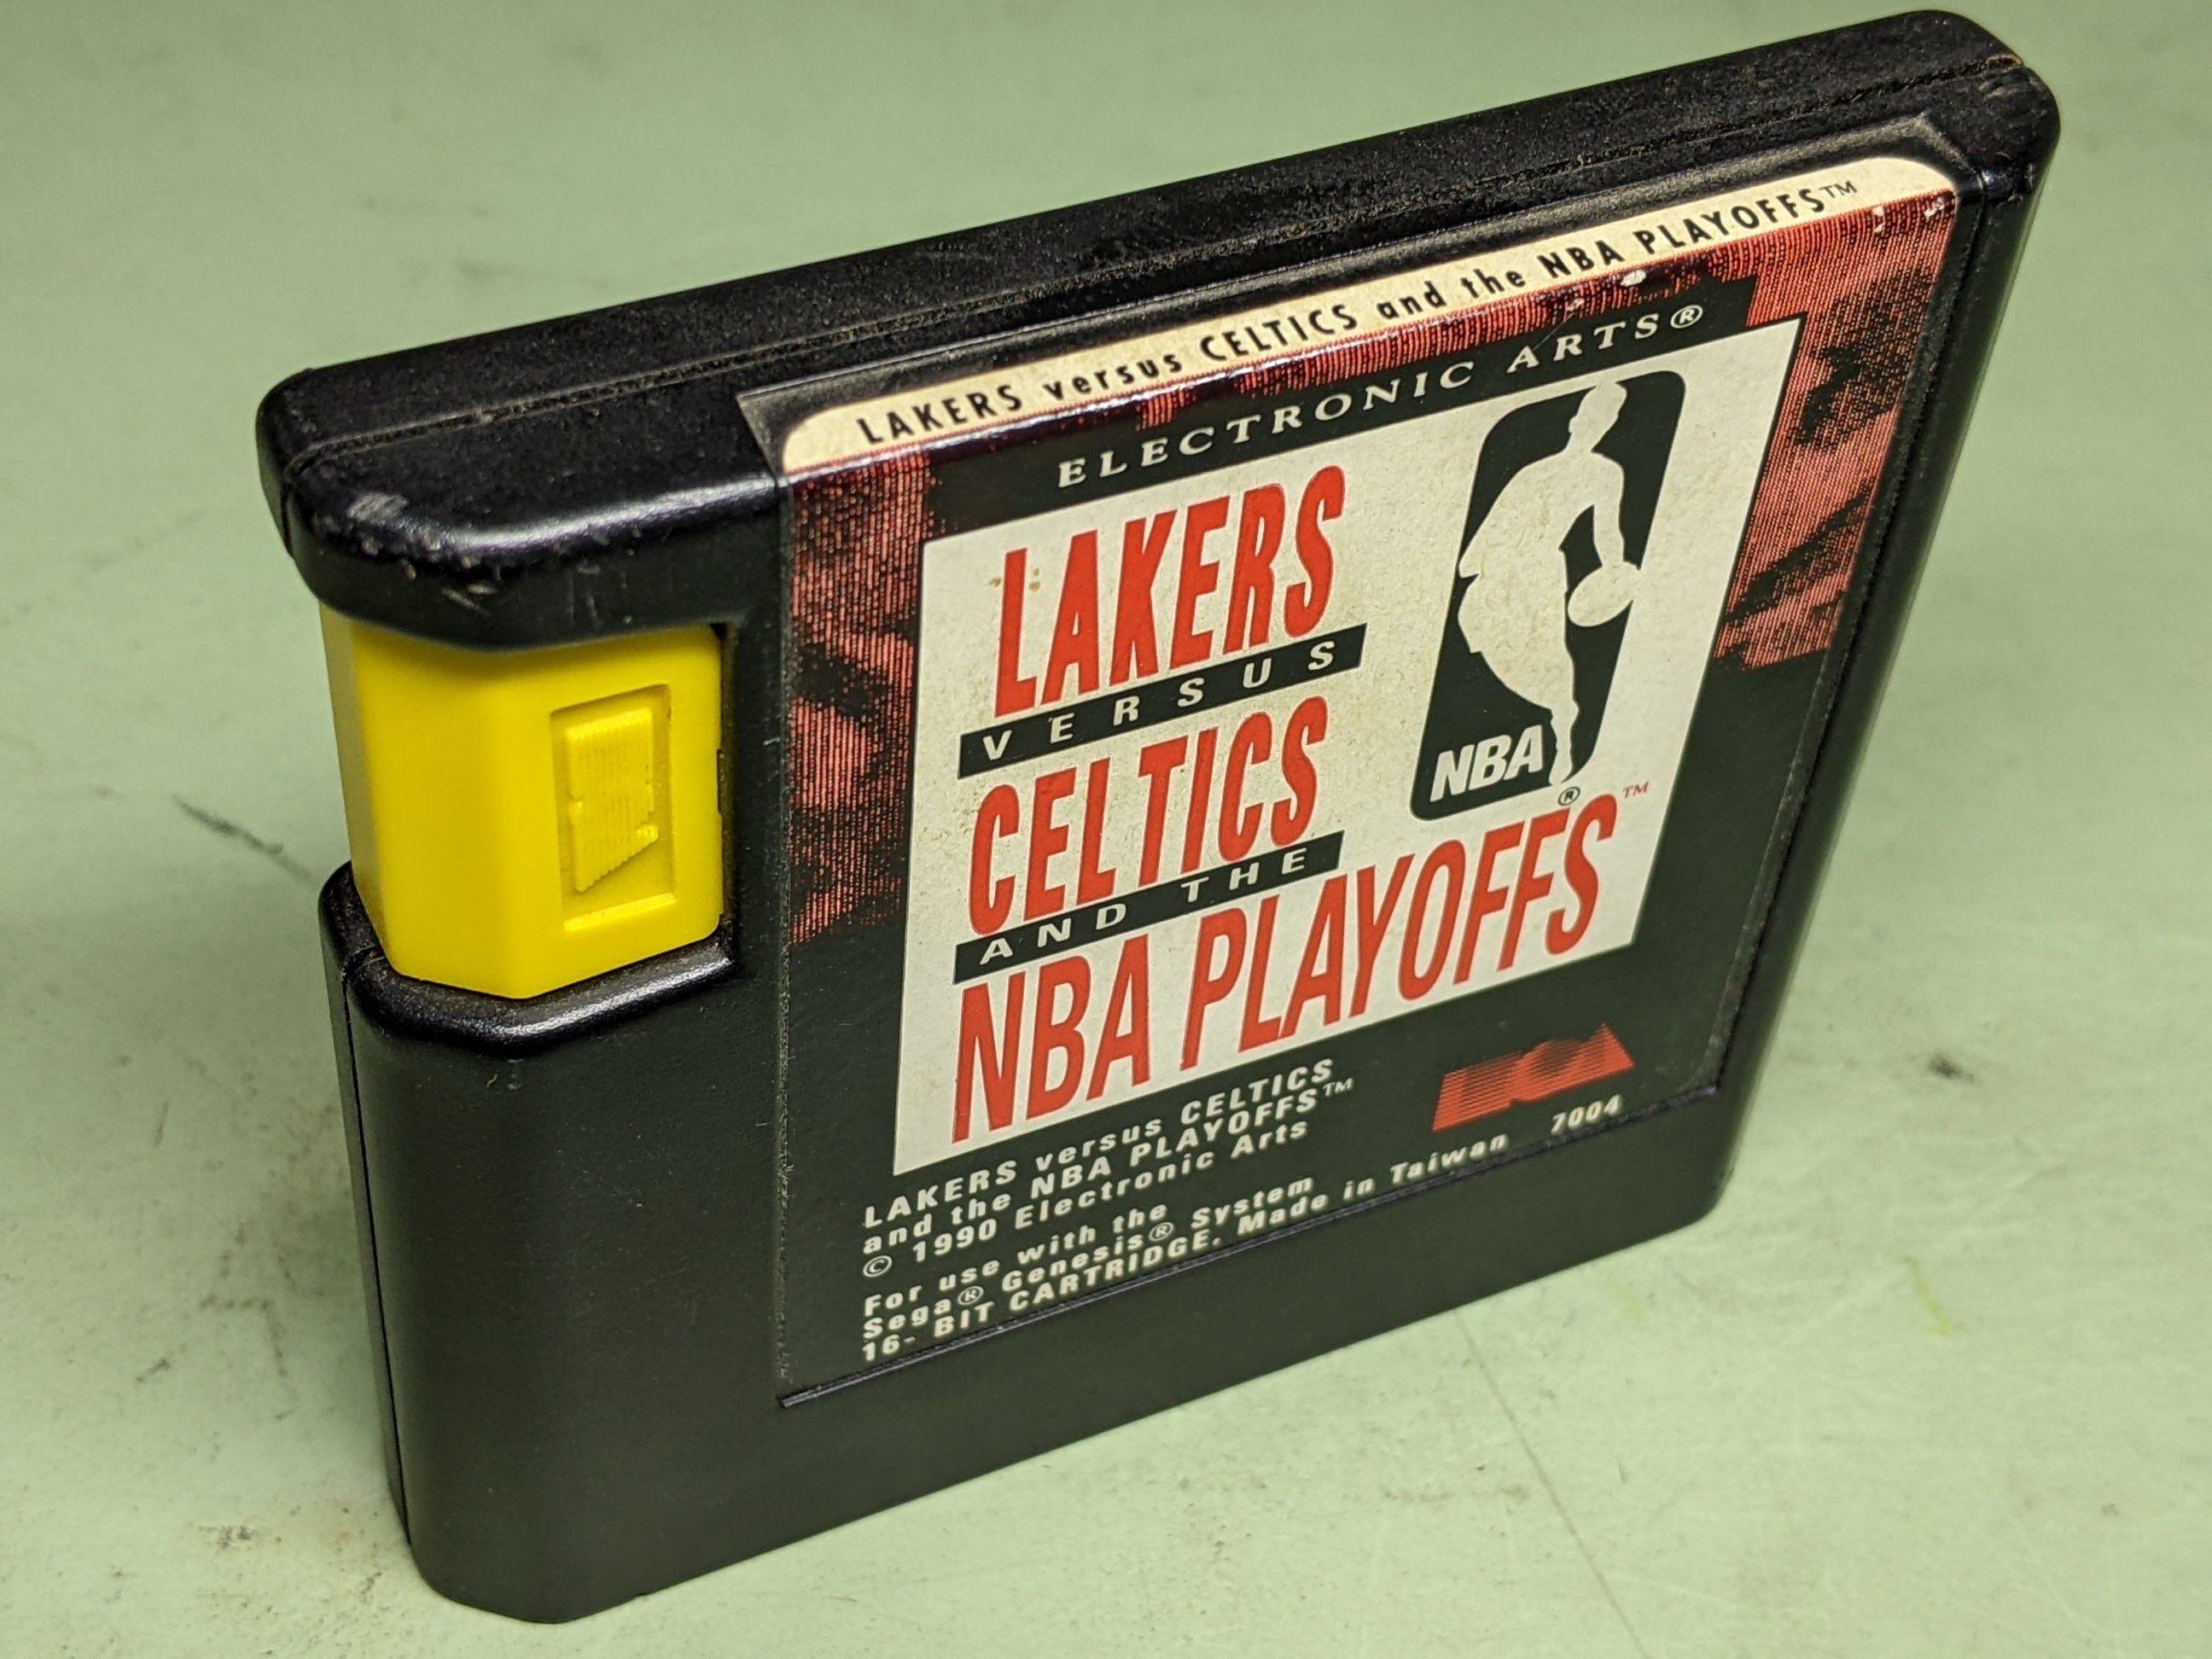 LAKERS versus CELTICS and the NBA PLAYOFFS™
ELECTRONIC ARTS®
LAKERS
VERSUS
CELTICS
AND THE
NBA PLAYOFFS™
NBA
®
LAKERS versus CELTICS
and the NBA PLAYOFFS™
© 1990 Electronic Arts
For use with the
Sega® Genesis® System
16- BIT CARTRIDGE. Made in Taiwan 7004
EA